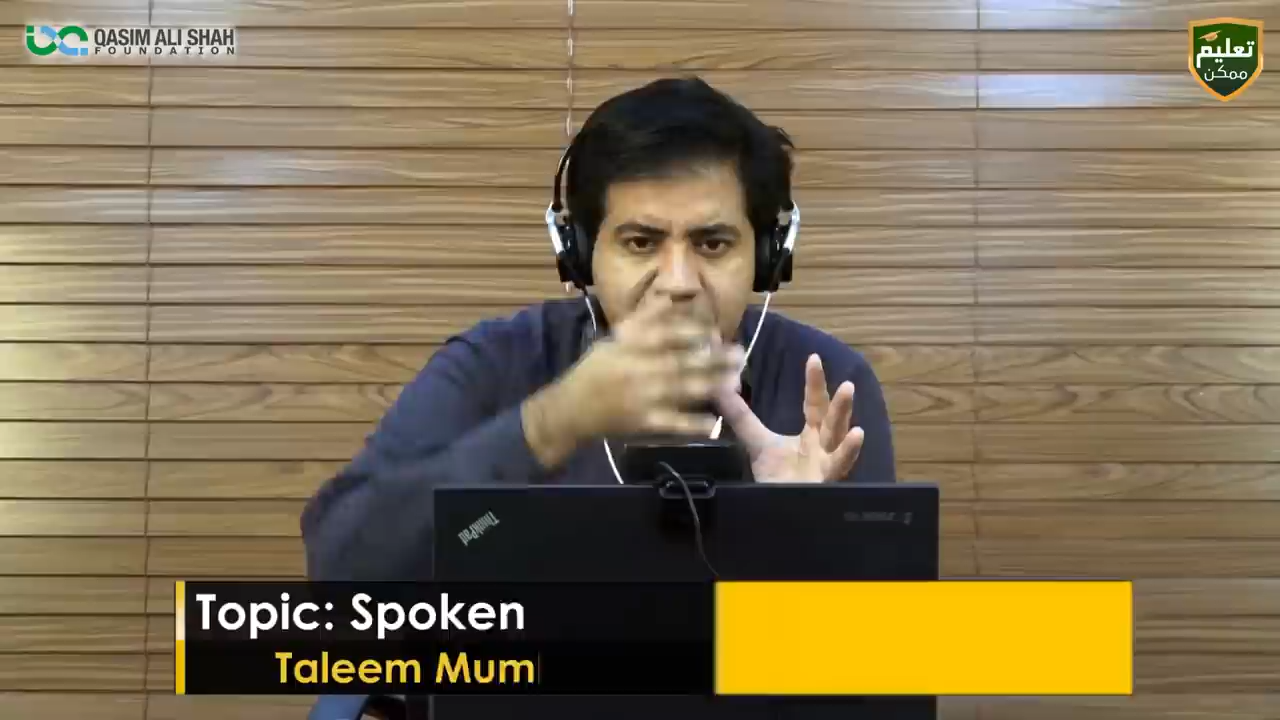 QASIM ALI SHAH
FOUNDATION
تعلیم
ممکن
ThinkPad
Topic: Spoken
Taleem Mum